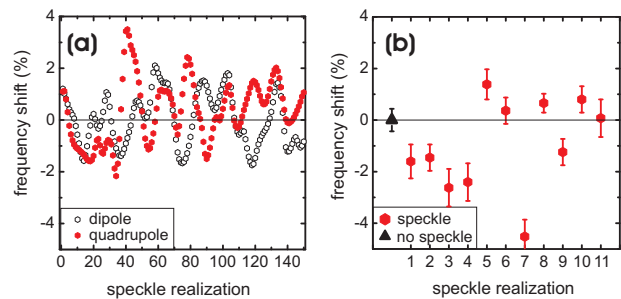 (a)
frequency shift (%)
4
2
0
-2
-4
dipole
quadrupole
0 20 40 60 80 100 120 140
speckle realization
(b)
frequency shift (%)
4
2
0
-2
-4
speckle
no speckle
1 2 3 4 5 6 7 8 9 10 11
speckle realization